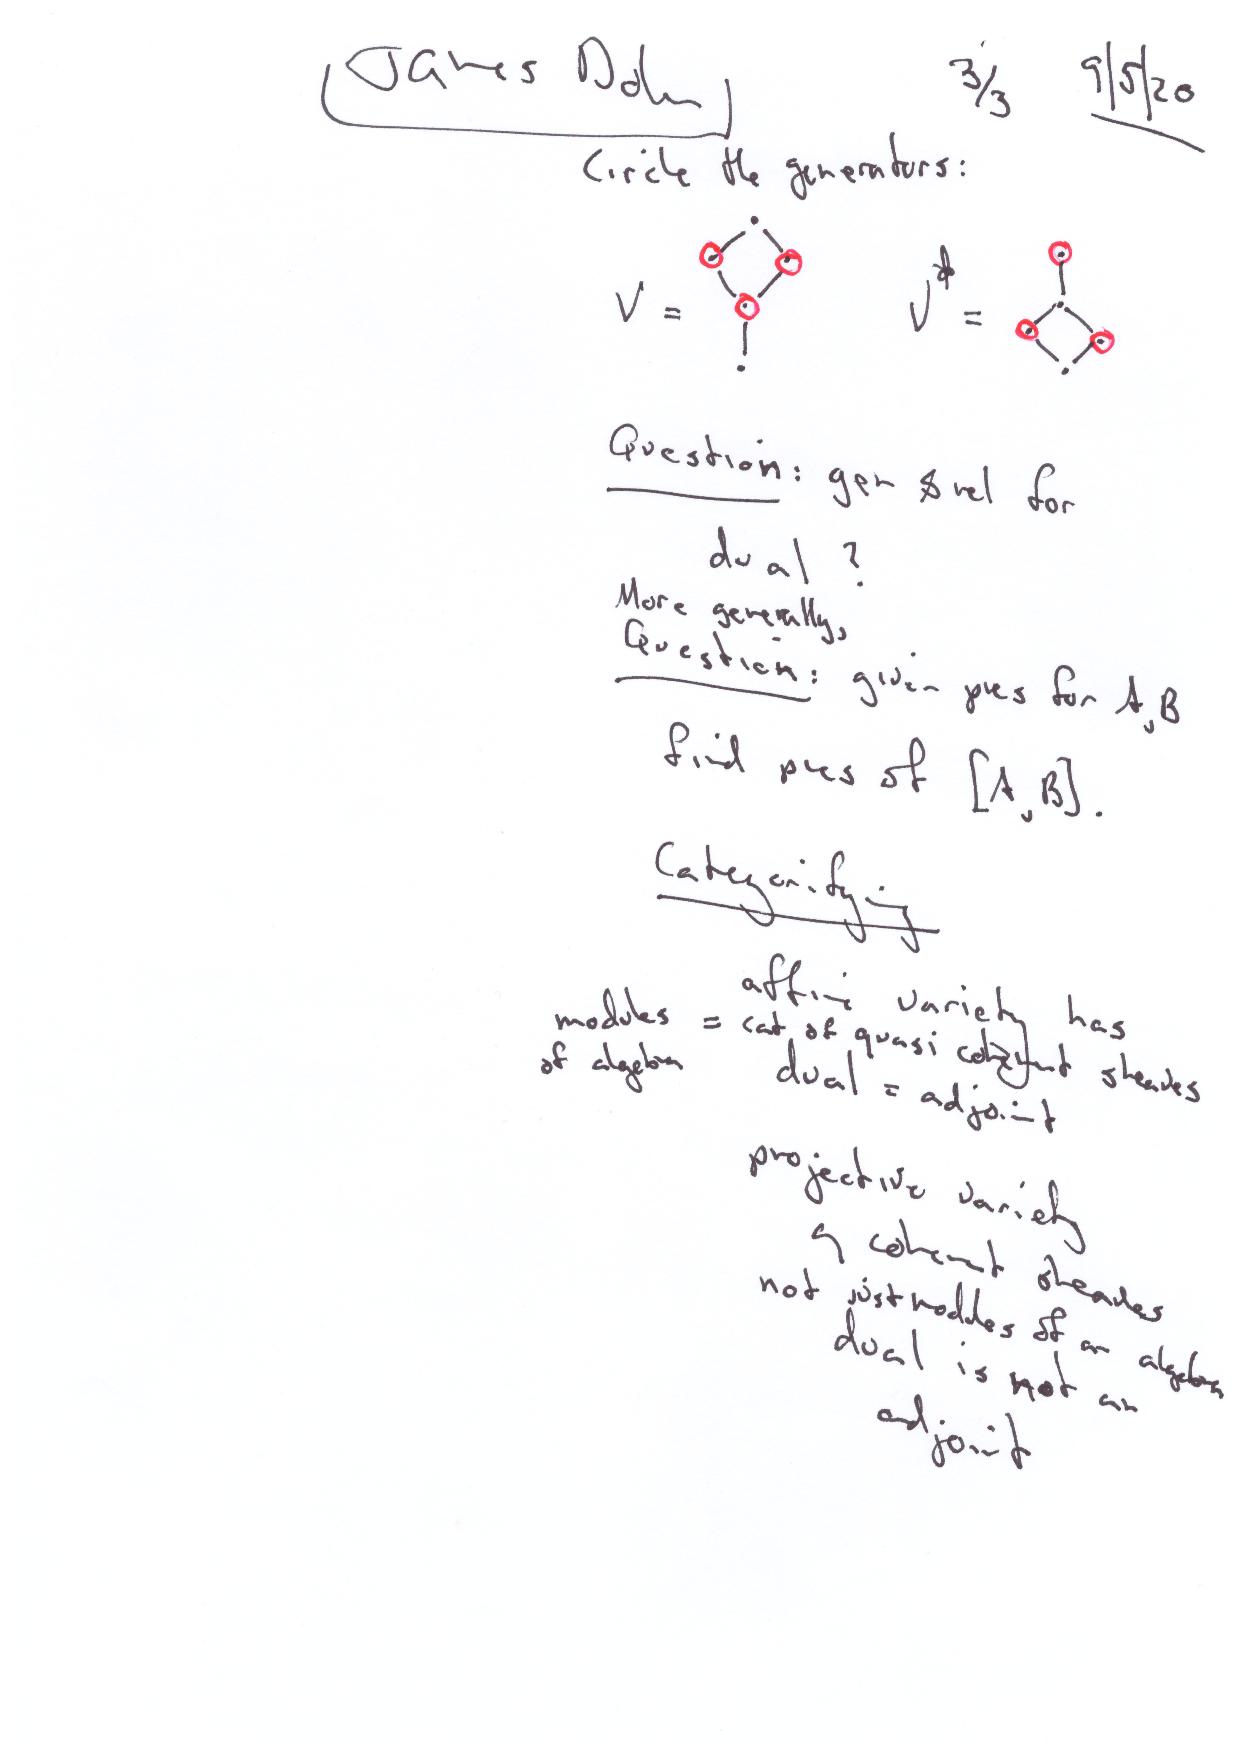 James Dolan 3/3 9/5/20
Circle the generators:
V = V* =
Question: gen & rel for
dual?
More generally,
Question: given pres for A, B
find pres of [A, B].
Categorifying
affine variety has
modules = cat of quasi coherent sheaves
of algebra dual = adjoint
projective variety
q coherent sheaves
not just modules of an algebra
dual is not an
adjoint